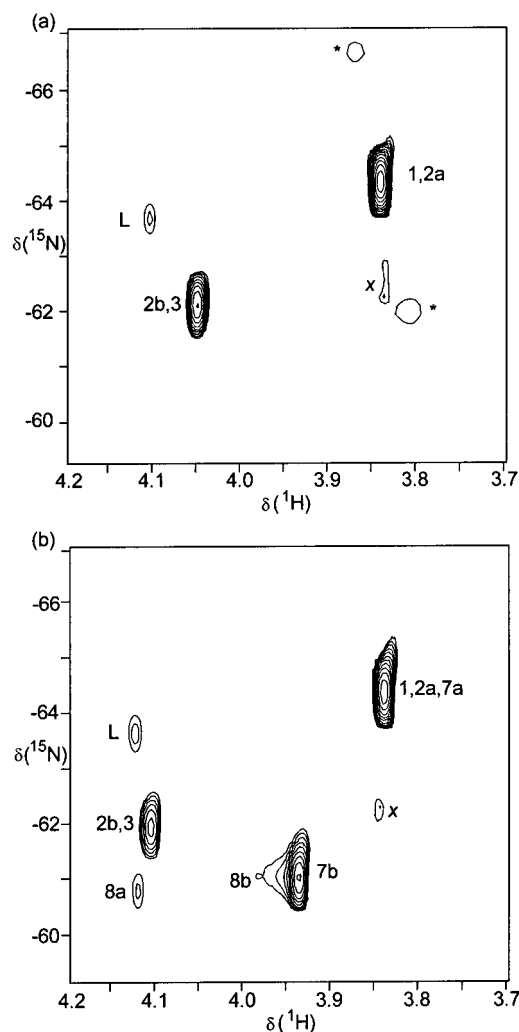 (a)
*
-66
1,2a
-64
L
δ(¹⁵N)
x
2b,3
-62
*
-60
4.2 4.1 4.0 3.9 3.8 3.7
δ(¹H)
(b)
-66
1,2a,7a
-64
L
δ(¹⁵N)
x
2b,3
-62
8b 7b
8a
-60
4.2 4.1 4.0 3.9 3.8 3.7
δ(¹H)